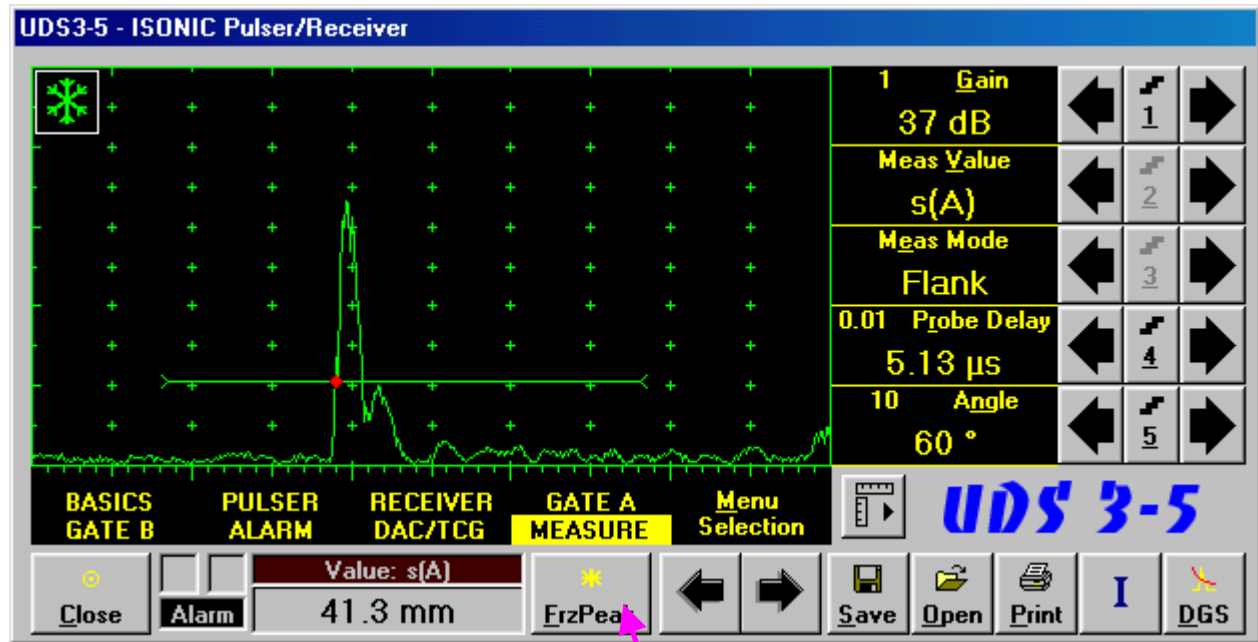 UDS3-5 - ISONIC Pulser/Receiver
1 Gain
37 dB
1
Meas Value
s(A)
2
Meas Mode
Flank
3
0.01 Probe Delay
5.13 µs
4
10 Angle
60 °
5
BASICS PULSER RECEIVER GATE A Menu
GATE B ALARM DAC/TCG MEASURE Selection
UDS 3-5
Close
Alarm
Value: s(A)
41.3 mm
FrzPeak
Save
Open
Print
I
DGS